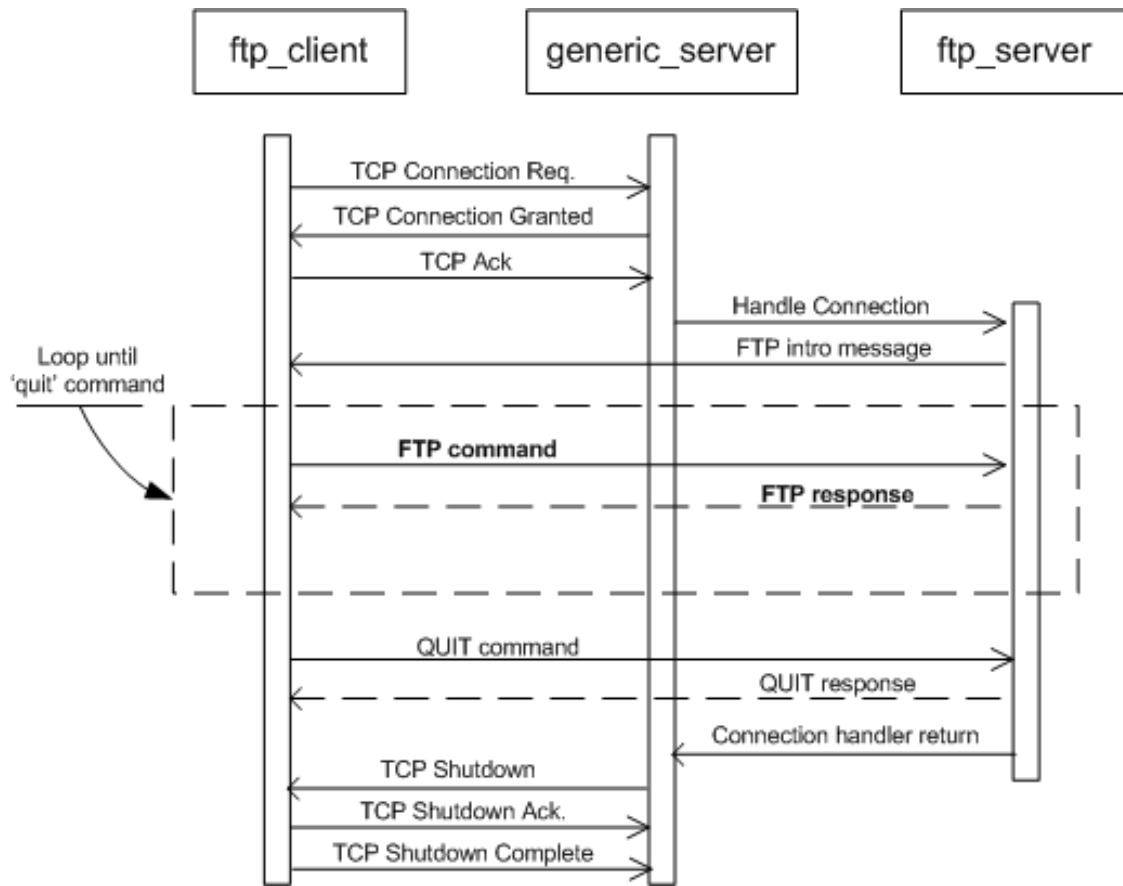 ftp_client
generic_server
ftp_server
TCP Connection Req.
TCP Connection Granted
TCP Ack
Handle Connection
FTP intro message
Loop until
'quit' command
FTP command
FTP response
QUIT command
QUIT response
Connection handler return
TCP Shutdown
TCP Shutdown Ack.
TCP Shutdown Complete